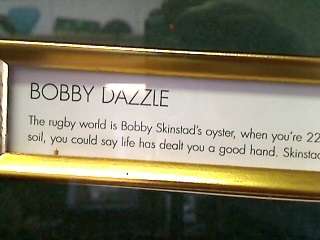 BOBBY DAZZLE
The rugby world is Bobby Skinstad's oyster, when you're 22
soil, you could say life has dealt you a good hand. Skinsta